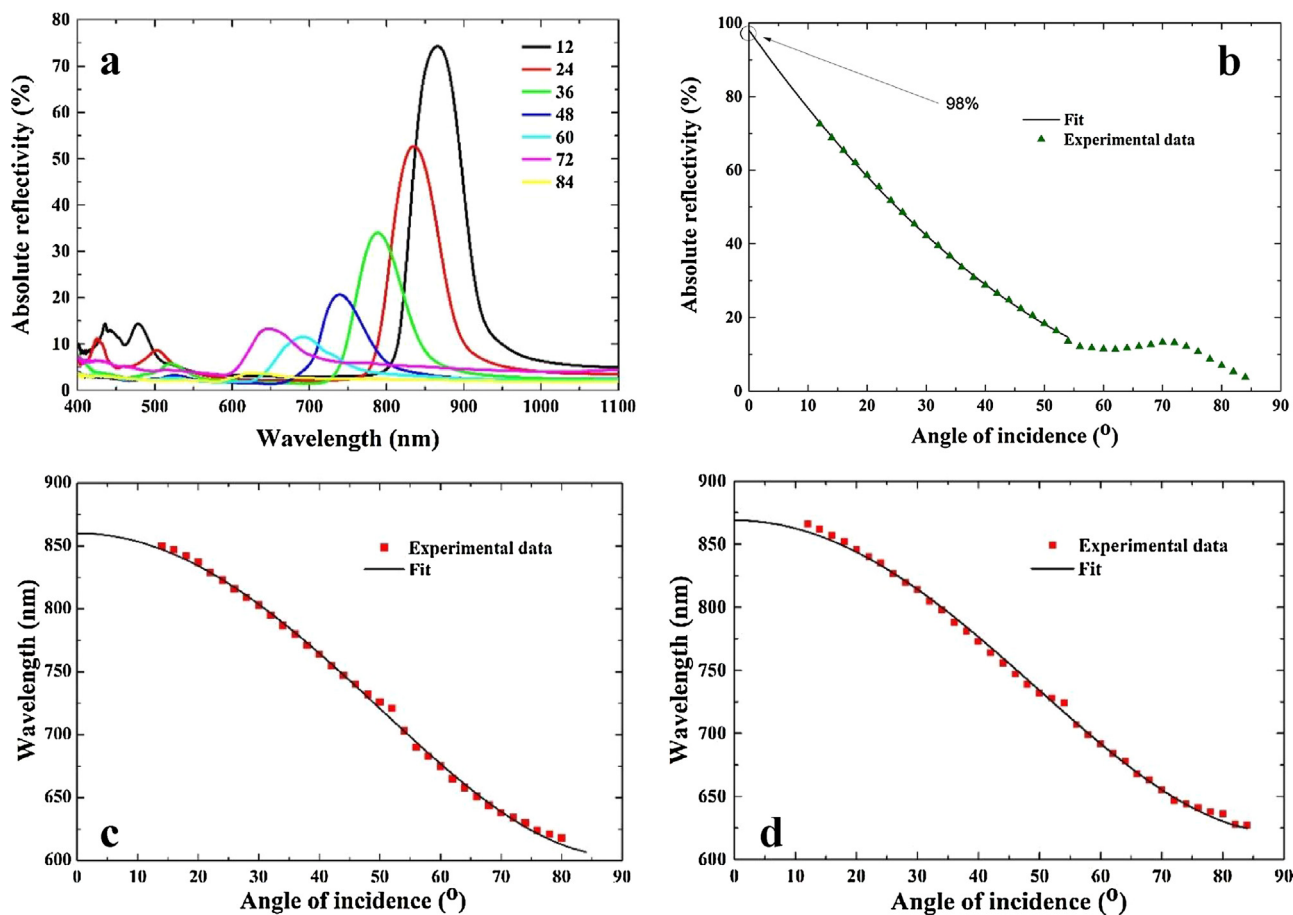 a
12
24
36
48
60
72
84
80
70
60
50
40
30
20
10
0
400 500 600 700 800 900 1000 1100
Absolute reflectivity (%)
Wavelength (nm)
b
98%
Fit
Experimental data
100
80
60
40
20
0
0 10 20 30 40 50 60 70 80 90
Absolute reflectivity (%)
Angle of incidence (°)
c
Experimental data
Fit
900
850
800
750
700
650
600
0 10 20 30 40 50 60 70 80 90
Wavelength (nm)
Angle of incidence (°)
d
Experimental data
Fit
900
850
800
750
700
650
600
0 10 20 30 40 50 60 70 80 90
Wavelength (nm)
Angle of incidence (°)